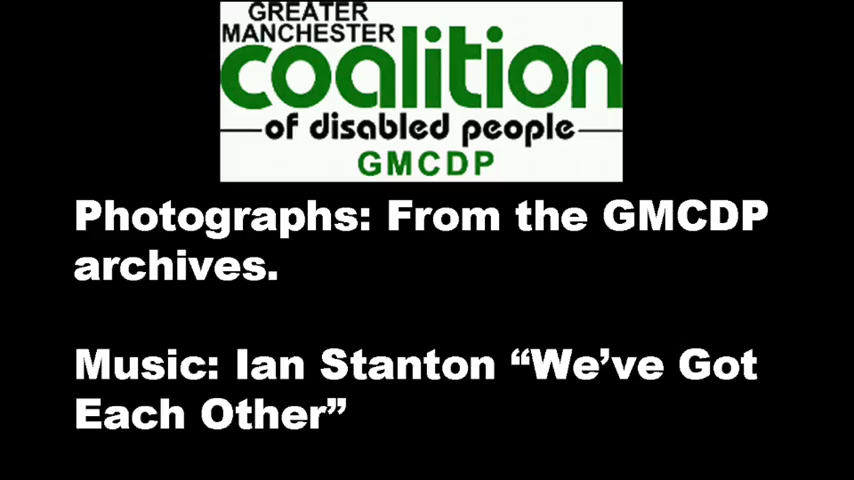 GREATER
MANCHESTER
coalition
of disabled people
GMCDP
Photographs: From the GMCDP
archives.
Music: Ian Stanton “We’ve Got
Each Other”